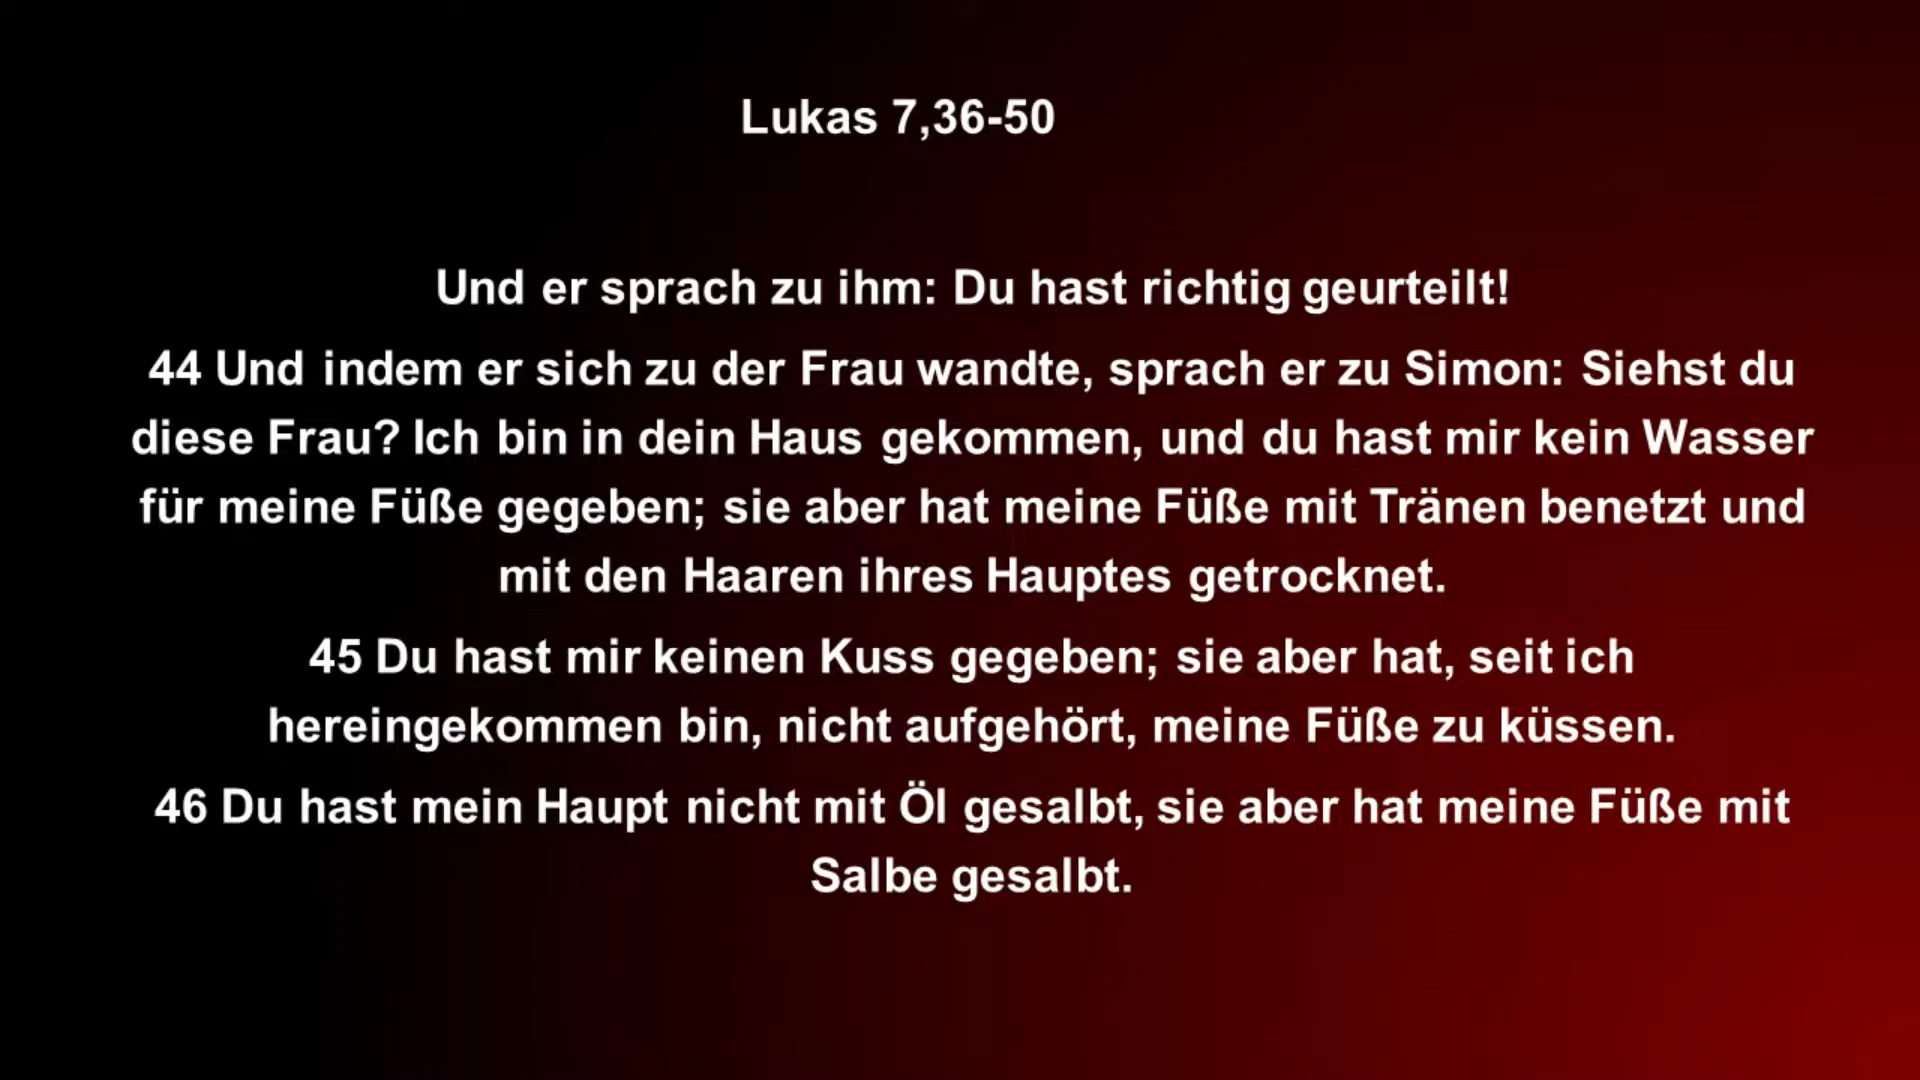 Lukas 7,36-50
Und er sprach zu ihm: Du hast richtig geurteilt!
44 Und indem er sich zu der Frau wandte, sprach er zu Simon: Siehst du
diese Frau? Ich bin in dein Haus gekommen, und du hast mir kein Wasser
für meine Füße gegeben; sie aber hat meine Füße mit Tränen benetzt und
mit den Haaren ihres Hauptes getrocknet.
45 Du hast mir keinen Kuss gegeben; sie aber hat, seit ich
hereingekommen bin, nicht aufgehört, meine Füße zu küssen.
46 Du hast mein Haupt nicht mit Öl gesalbt, sie aber hat meine Füße mit
Salbe gesalbt.